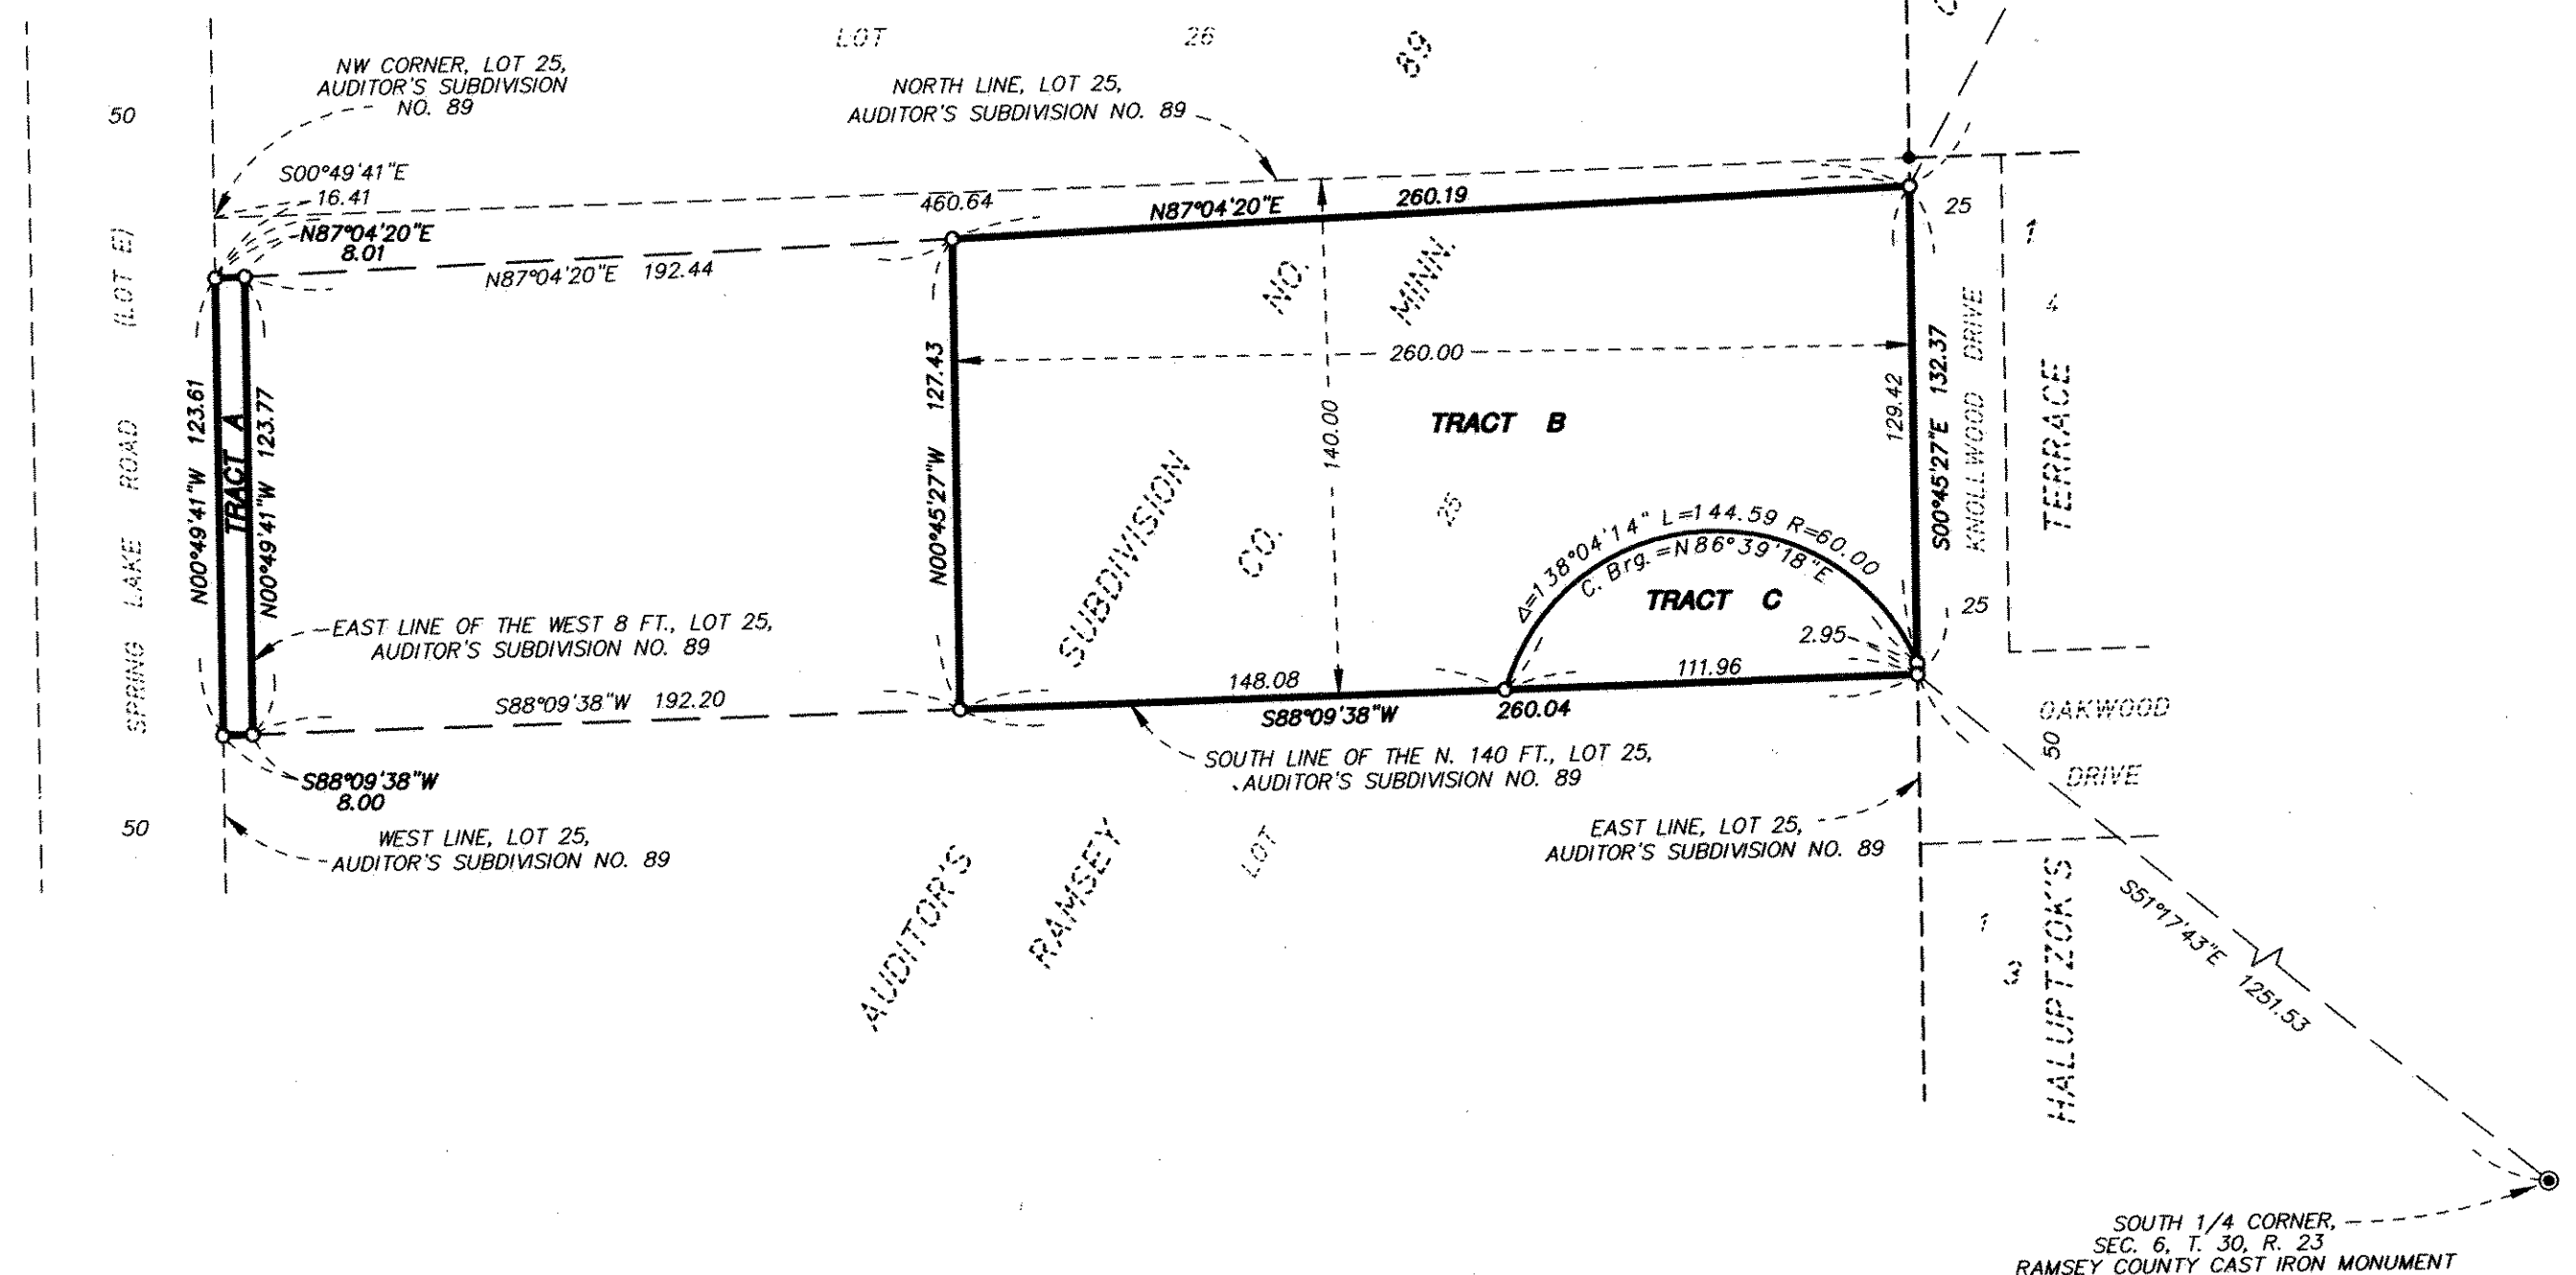 LOT 26
89
NW CORNER, LOT 25,
AUDITOR'S SUBDIVISION
NO. 89
NORTH LINE, LOT 25,
AUDITOR'S SUBDIVISION NO. 89
50
S00°49'41"E
16.41
N87°04'20"E
8.01
460.64
N87°04'20"E 260.19
N87°04'20"E 192.44
25
1
4
(LOT E)
SPRING LAKE ROAD
NO.
MINN.
260.00
140.00
N00°49'41"W 123.61
TRACT A
N00°49'41"W 123.77
N00°45'27"W 127.43
TRACT B
129.42
S00°45'27"E 132.37
KNOLLWOOD DRIVE
TERRACE
SUBDIVISION
CO.
25
Δ=138°04'14" L=144.59 R=60.00
C. Brg.=N86°39'18"E
TRACT C
2.95
25
EAST LINE OF THE WEST 8 FT., LOT 25,
AUDITOR'S SUBDIVISION NO. 89
148.08
111.96
S88°09'38"W 192.20
S88°09'38"W 260.04
OAKWOOD
50
DRIVE
SOUTH LINE OF THE N. 140 FT., LOT 25,
AUDITOR'S SUBDIVISION NO. 89
S88°09'38"W
8.00
50
WEST LINE, LOT 25,
AUDITOR'S SUBDIVISION NO. 89
EAST LINE, LOT 25,
AUDITOR'S SUBDIVISION NO. 89
AUDITOR'S
RAMSEY
LOT
1
3
HALUPTZOK'S
S51°17'43"E 1251.53
SOUTH 1/4 CORNER,
SEC. 6, T. 30, R. 23
RAMSEY COUNTY CAST IRON MONUMENT